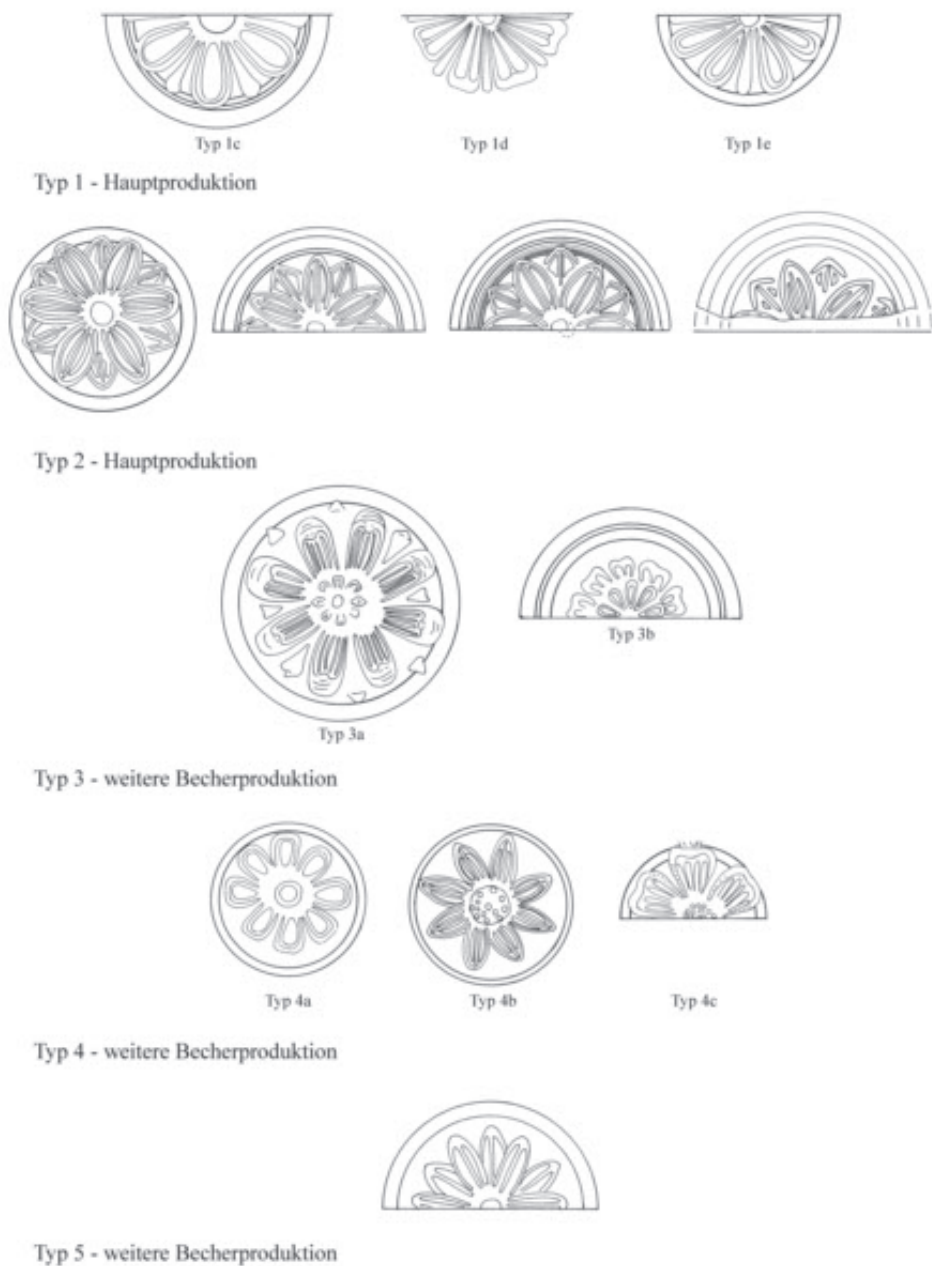 Typ 1c Typ 1d Typ 1e
Typ 1 - Hauptproduktion
Typ 2 - Hauptproduktion
Typ 3b
Typ 3a
Typ 3 - weitere Becherproduktion
Typ 4a Typ 4b Typ 4c
Typ 4 - weitere Becherproduktion
Typ 5 - weitere Becherproduktion